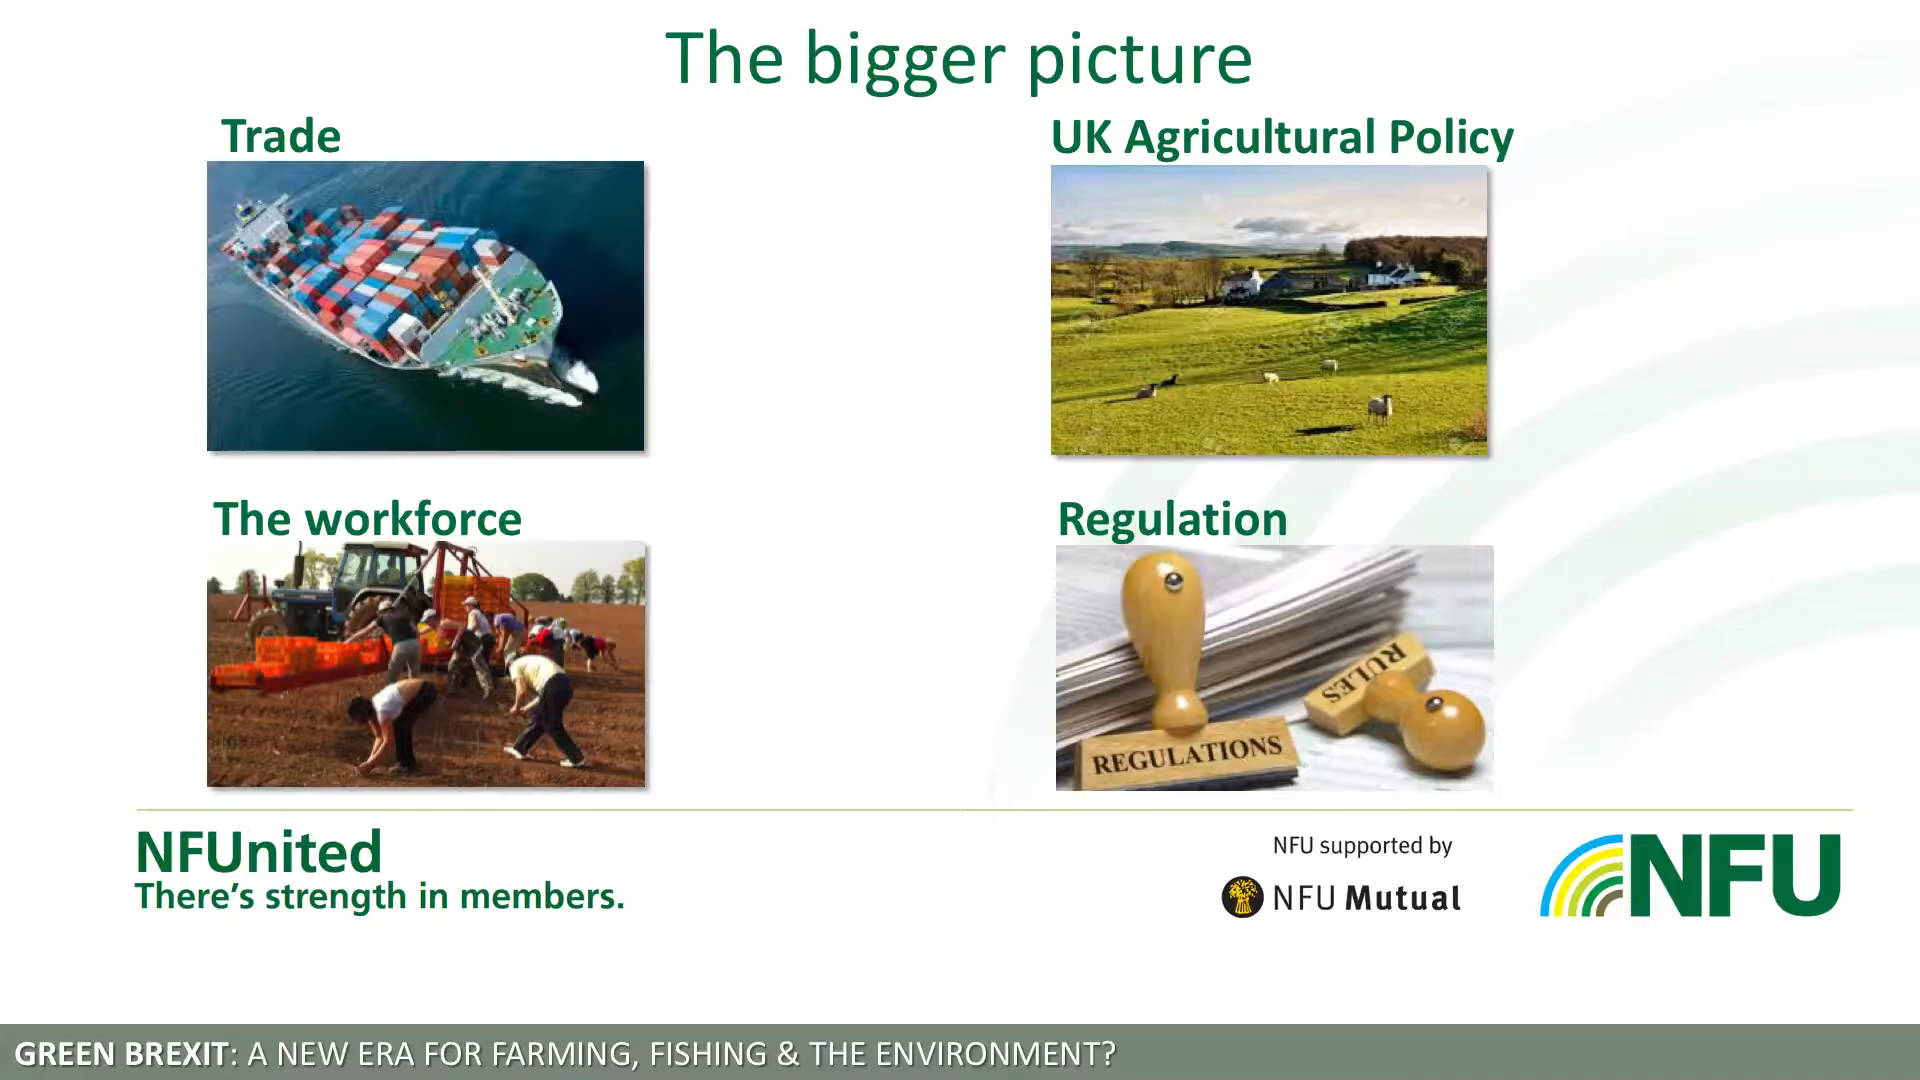 The bigger picture
Trade
UK Agricultural Policy
The workforce
Regulation
REGULATIONS
RULES
NFUnited
There's strength in members.
NFU supported by
NFU Mutual
NFU
GREEN BREXIT: A NEW ERA FOR FARMING, FISHING & THE ENVIRONMENT?